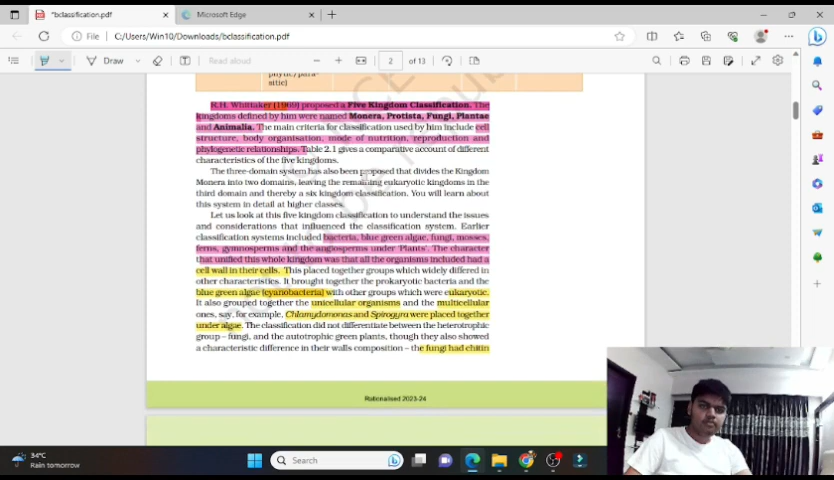 *bclassification.pdf
Microsoft Edge
File C:/Users/Win10/Downloads/bclassification.pdf
Draw Read aloud 2 of 13
phytic/para-
sitic)
R.H. Whittaker (1969) proposed a Five Kingdom Classification. The
kingdoms defined by him were named Monera, Protista, Fungi, Plantae
and Animalia. The main criteria for classification used by him include cell
structure, body organisation, mode of nutrition, reproduction and
phylogenetic relationships. Table 2.1 gives a comparative account of different
characteristics of the five kingdoms.
The three-domain system has also been proposed that divides the Kingdom
Monera into two domains, leaving the remaining eukaryotic kingdoms in the
third domain and thereby a six kingdom classification. You will learn about
this system in detail at higher classes.
Let us look at this five kingdom classification to understand the issues
and considerations that influenced the classification system. Earlier
classification systems included bacteria, blue green algae, fungi, mosses,
ferns, gymnosperms and the angiosperms under ‘Plants’. The character
that unified this whole kingdom was that all the organisms included had a
cell wall in their cells. This placed together groups which widely differed in
other characteristics. It brought together the prokaryotic bacteria and the
blue green algae (cyanobacteria) with other groups which were eukaryotic.
It also grouped together the unicellular organisms and the multicellular
ones, say, for example, Chlamydomonas and Spirogyra were placed together
under algae. The classification did not differentiate between the heterotrophic
group – fungi, and the autotrophic green plants, though they also showed
a characteristic difference in their walls composition – the fungi had chitin
Rationalised 2023-24
34°C
Rain tomorrow
Search